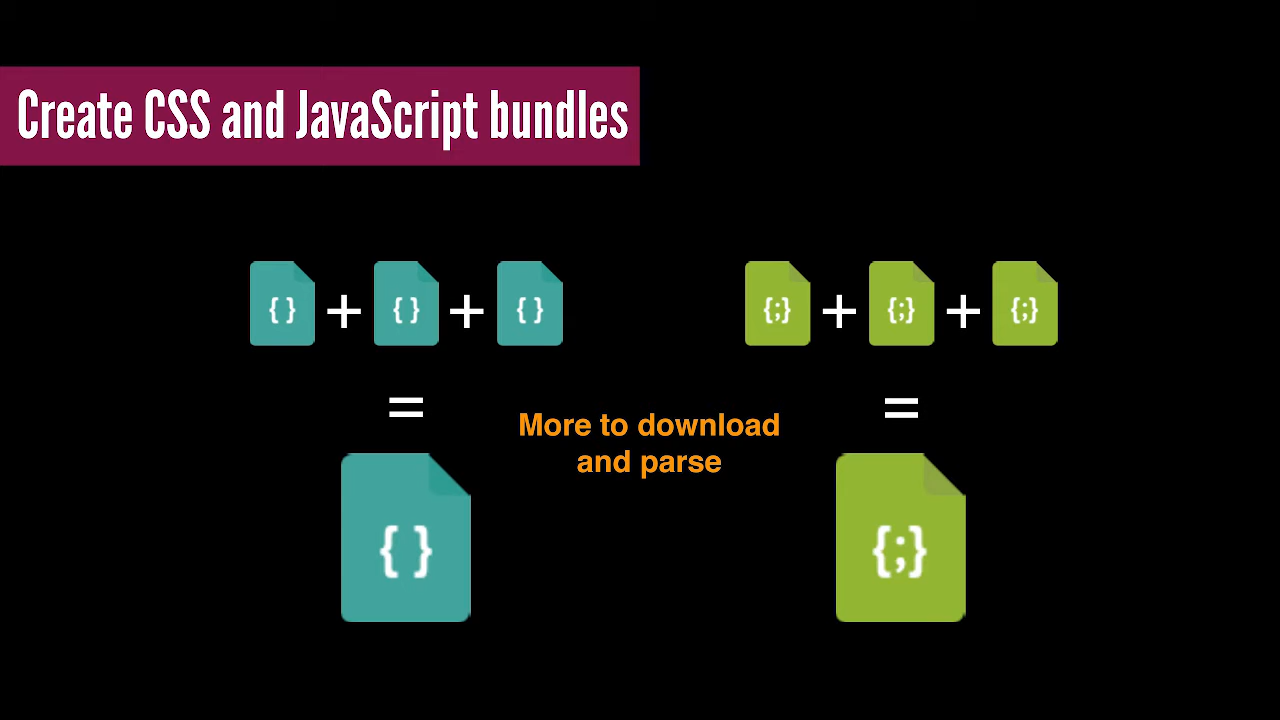 Create CSS and JavaScript bundles
{ } + { } + { }
{;} + {;} + {;}
=
=
More to download
and parse
{ }
{;}